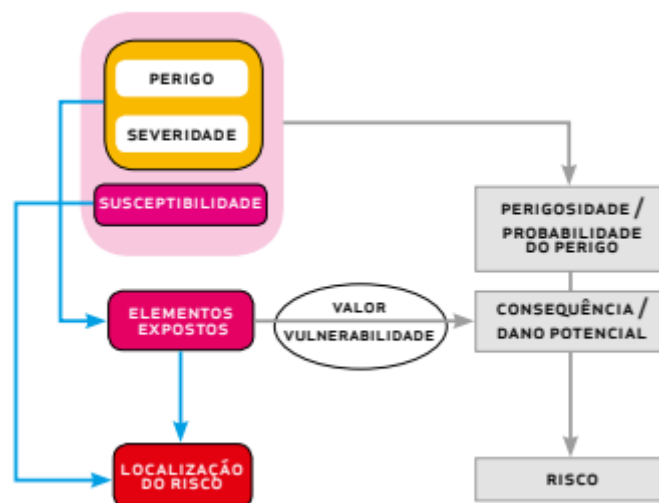 PERIGO
SEVERIDADE
SUSCEPTIBILIDADE
PERIGOSIDADE /
PROBABILIDADE
DO PERIGO
ELEMENTOS
EXPOSTOS
VALOR
VULNERABILIDADE
CONSEQUÊNCIA /
DANO POTENCIAL
LOCALIZAÇÃO
DO RISCO
RISCO